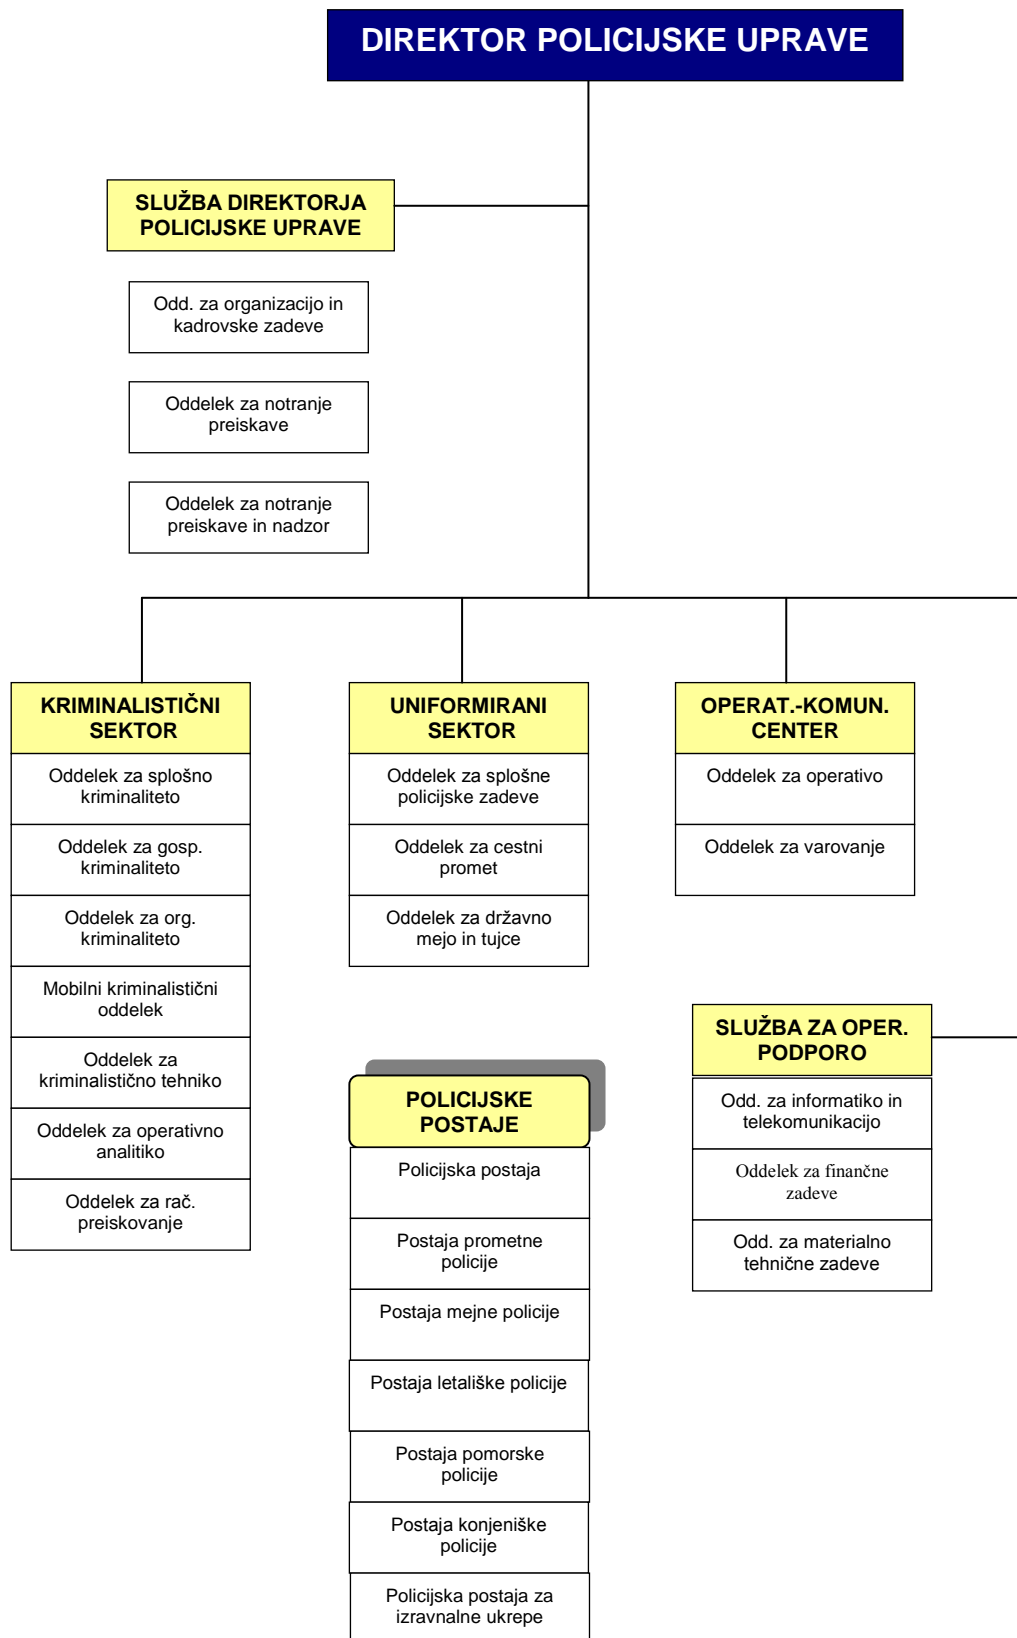 DIREKTOR POLICIJSKE UPRAVE
SLUŽBA DIREKTORJA
POLICIJSKE UPRAVE
Odd. za organizacijo in
kadrovske zadeve
Oddelek za notranje
preiskave
Oddelek za notranje
preiskave in nadzor
KRIMINALISTIČNI
SEKTOR
Oddelek za splošno
kriminaliteto
Oddelek za gosp.
kriminaliteto
Oddelek za org.
kriminaliteto
Mobilni kriminalistični
oddelek
Oddelek za
kriminalistično tehniko
Oddelek za operativno
analitiko
Oddelek za rač.
preiskovanje
UNIFORMIRANI
SEKTOR
Oddelek za splošne
policijske zadeve
Oddelek za cestni
promet
Oddelek za državno
mejo in tujce
POLICIJSKE
POSTAJE
Policijska postaja
Postaja prometne
policije
Postaja mejne policije
Postaja letališke policije
Postaja pomorske
policije
Postaja konjeniške
policije
Policijska postaja za
izravnalne ukrepe
OPERAT.-KOMUN.
CENTER
Oddelek za operativo
Oddelek za varovanje
SLUŽBA ZA OPER.
PODPORO
Odd. za informatiko in
telekomunikacijo
Oddelek za finančne
zadeve
Odd. za materialno
tehnične zadeve